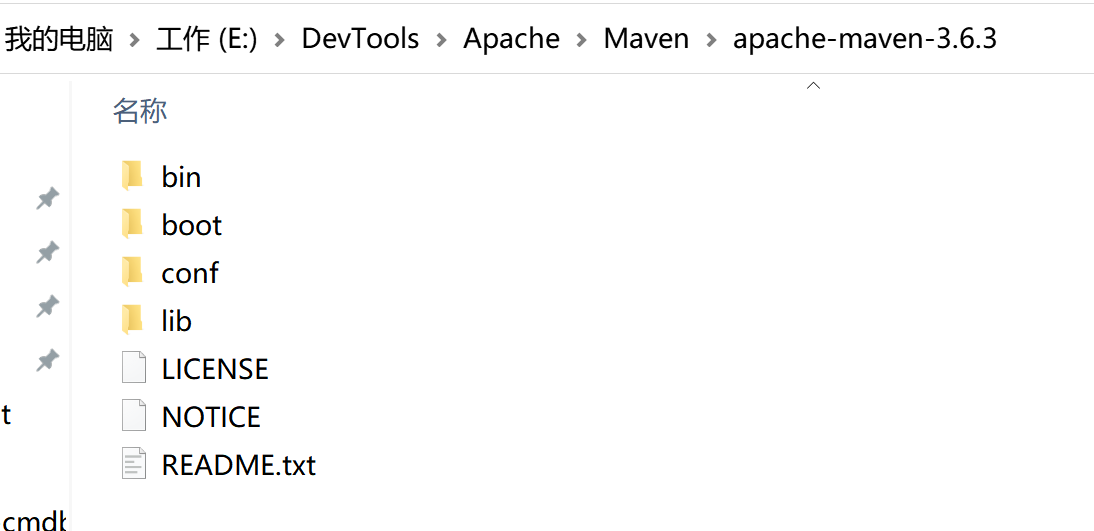 我的电脑 > 工作 (E:) > DevTools > Apache > Maven > apache-maven-3.6.3
名称
bin
boot
conf
lib
LICENSE
t
NOTICE
README.txt
cmdb